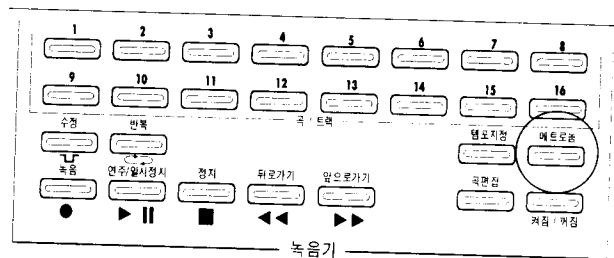 1 2 3 4 5 6 7 8
9 10 11 12 13 14 15 16
곡 / 트랙
수정 반복 템포지정 메트로놈
녹음 연주/일시정지 정지 뒤로가기 앞으로가기 곡편집
켜짐 / 꺼짐
녹음기